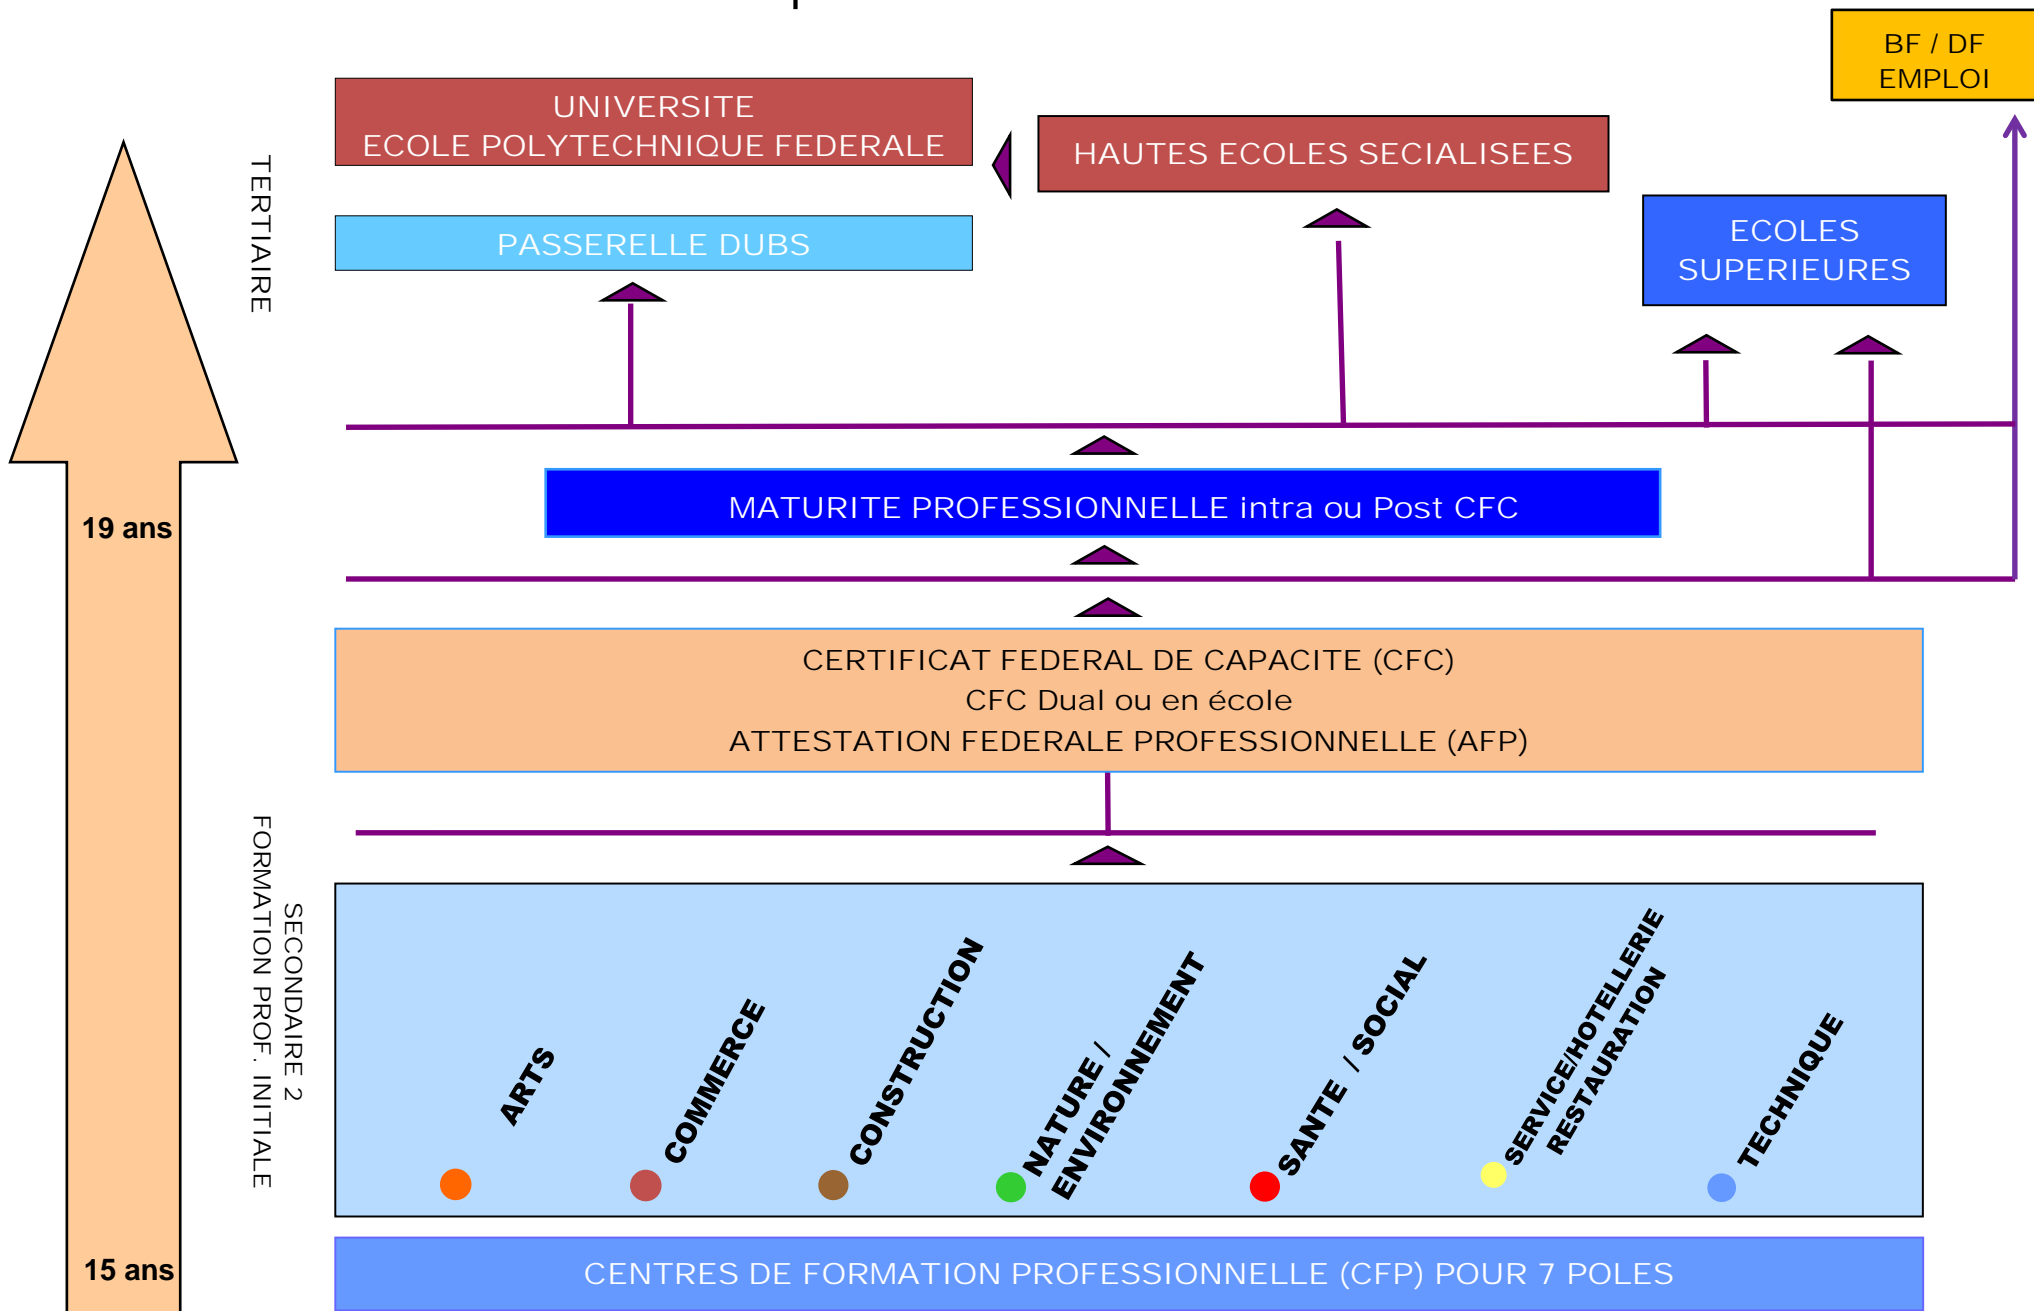 BF / DF
EMPLOI
UNIVERSITE
ECOLE POLYTECHNIQUE FEDERALE
HAUTES ECOLES SECIALISEES
TERTIAIRE
PASSERELLE DUBS
ECOLES
SUPERIEURES
19 ans
MATURITE PROFESSIONNELLE intra ou Post CFC
CERTIFICAT FEDERAL DE CAPACITE (CFC)
CFC Dual ou en école
ATTESTATION FEDERALE PROFESSIONNELLE (AFP)
SECONDAIRE 2
FORMATION PROF. INITIALE
ARTS
COMMERCE
CONSTRUCTION
NATURE /
ENVIRONNEMENT
SANTE / SOCIAL
SERVICE/HOTELLERIE
RESTAURATION
TECHNIQUE
15 ans
CENTRES DE FORMATION PROFESSIONNELLE (CFP) POUR 7 POLES